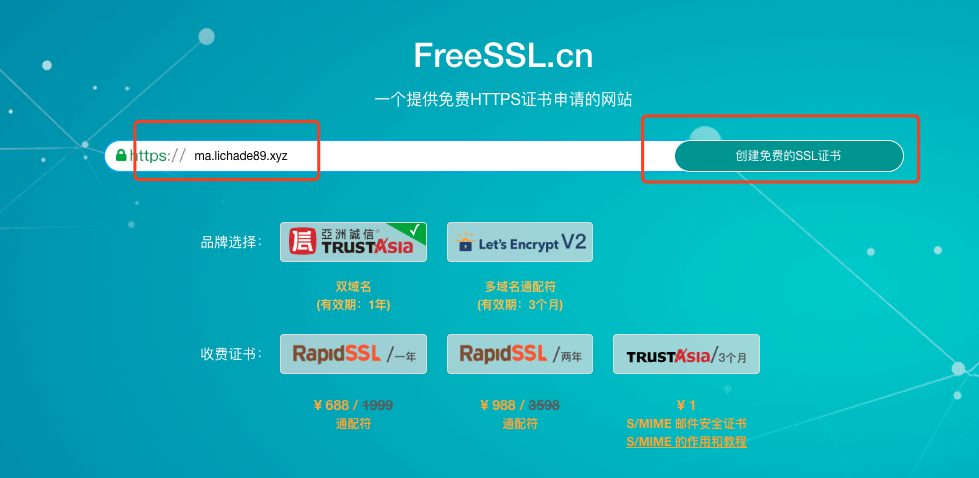 FreeSSL.cn
一个提供免费HTTPS证书申请的网站
https:// ma.lichade89.xyz 创建免费的SSL证书
品牌选择: 亞洲誠信® TRUSTAsia Let's Encrypt V2
双域名 多域名通配符
(有效期: 1年) (有效期: 3个月)
收费证书: RapidSSL /一年 RapidSSL /两年 TRUSTAsia/3个月
¥ 688 / 1999 ¥ 988 / 3598 ¥ 1
通配符 通配符 S/MIME 邮件安全证书
S/MIME 的作用和教程